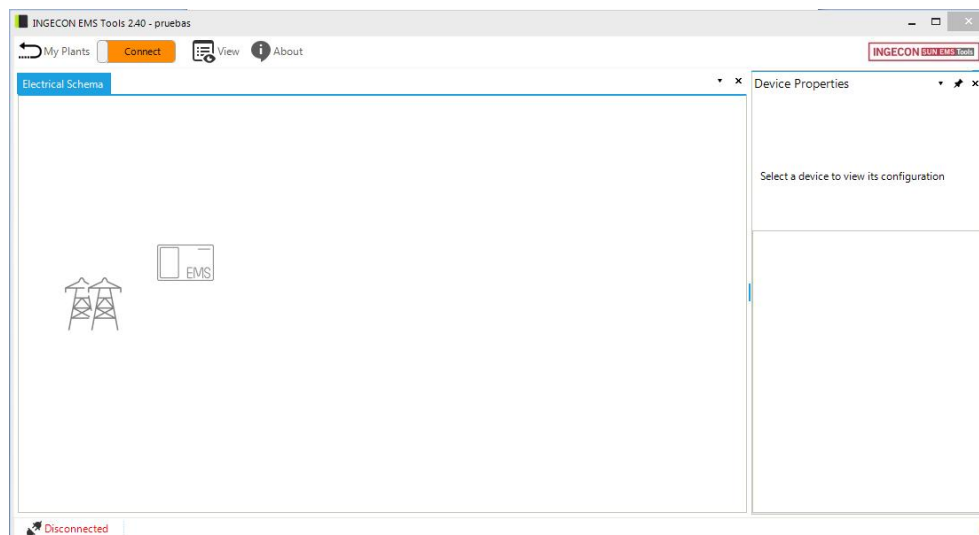 INGECON EMS Tools 2.40 - pruebas
My Plants Connect View About INGECON SUN EMS Tools
Electrical Schema
Device Properties
Select a device to view its configuration
EMS
Disconnected